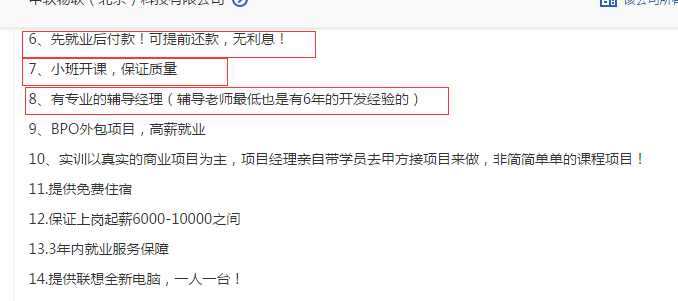 6、先就业后付款！可提前还款，无利息！
7、小班开课，保证质量
8、有专业的辅导经理（辅导老师最低也是有6年的开发经验的）
9、BPO外包项目，高薪就业
10、实训以真实的商业项目为主，项目经理亲自带学员去甲方接项目来做，非简简单单的课程项目！
11.提供免费住宿
12.保证上岗起薪6000-10000之间
13.3年内就业服务保障
14.提供联想全新电脑，一人一台！